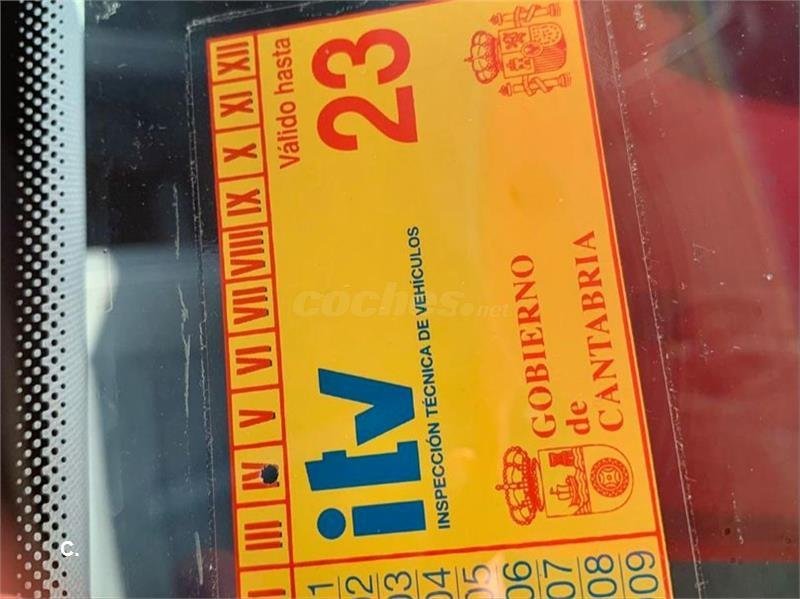 I III IV V VI VII VIII IX X XI XII
Válido hasta
23
itv
INSPECCIÓN TÉCNICA DE VEHÍCULOS
GOBIERNO
de
CANTABRIA
02
03
04
05
06
07
08
09
coches.net
C.